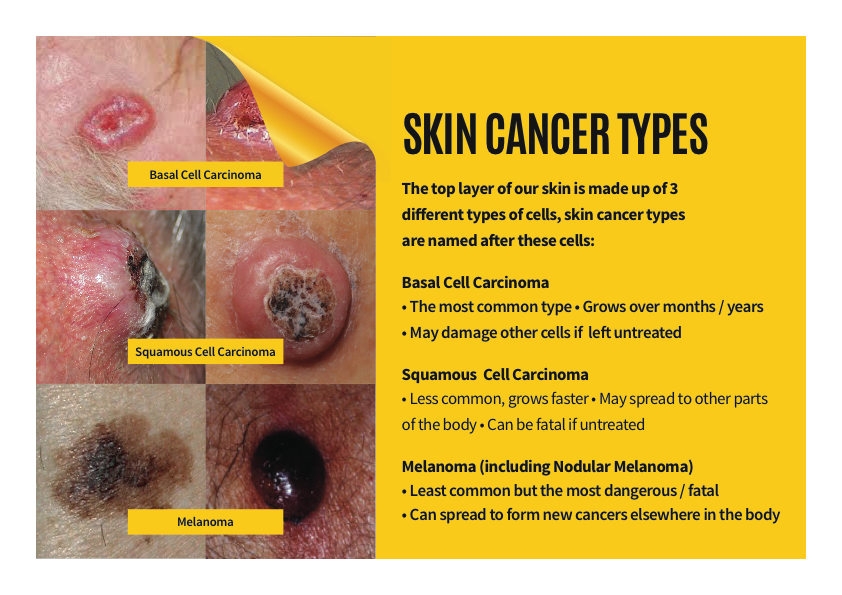 Basal Cell Carcinoma
Squamous Cell Carcinoma
Melanoma
SKIN CANCER TYPES
The top layer of our skin is made up of 3
different types of cells, skin cancer types
are named after these cells:
Basal Cell Carcinoma
• The most common type • Grows over months / years
• May damage other cells if left untreated
Squamous Cell Carcinoma
• Less common, grows faster • May spread to other parts
of the body • Can be fatal if untreated
Melanoma (including Nodular Melanoma)
• Least common but the most dangerous / fatal
• Can spread to form new cancers elsewhere in the body